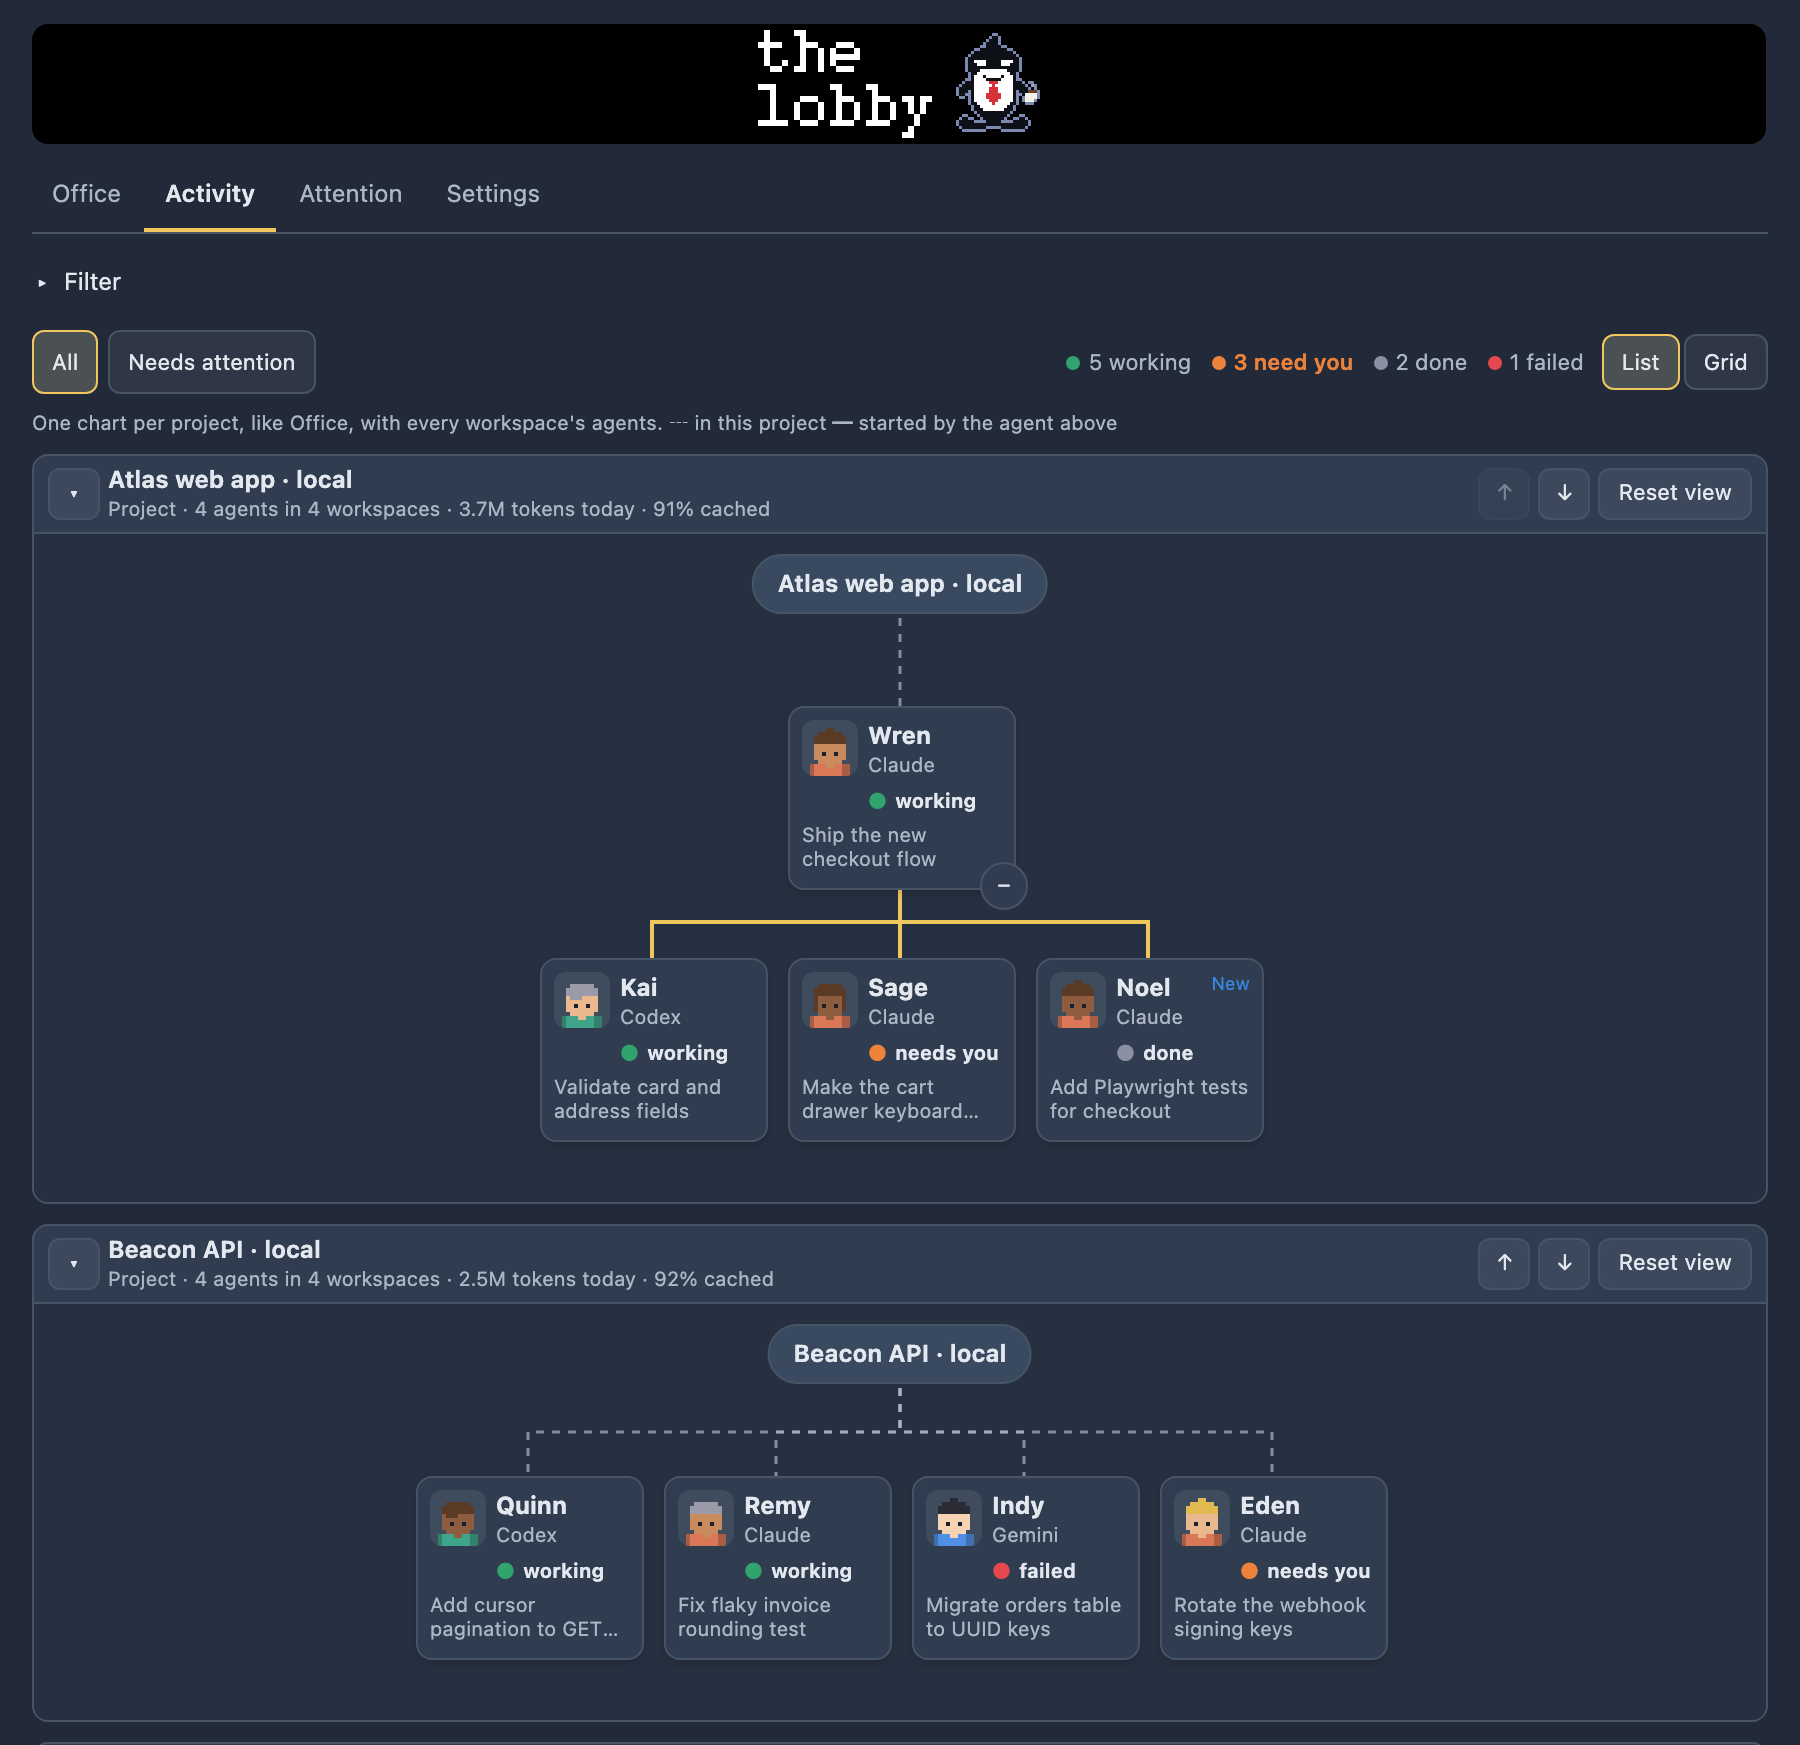 the
lobby
Office Activity Attention Settings
▸ Filter
All Needs attention
5 working 3 need you 2 done 1 failed List Grid
One chart per project, like Office, with every workspace's agents. --- in this project — started by the agent above
▾ Atlas web app · local
Project · 4 agents in 4 workspaces · 3.7M tokens today · 91% cached
↑ ↓ Reset view
Atlas web app · local
Wren
Claude
working
Ship the new
checkout flow
−
Kai
Codex
working
Validate card and
address fields
Sage
Claude
needs you
Make the cart
drawer keyboard...
Noel New
Claude
done
Add Playwright tests
for checkout
▾ Beacon API · local
Project · 4 agents in 4 workspaces · 2.5M tokens today · 92% cached
↑ ↓ Reset view
Beacon API · local
Quinn
Codex
working
Add cursor
pagination to GET...
Remy
Claude
working
Fix flaky invoice
rounding test
Indy
Gemini
failed
Migrate orders table
to UUID keys
Eden
Claude
needs you
Rotate the webhook
signing keys